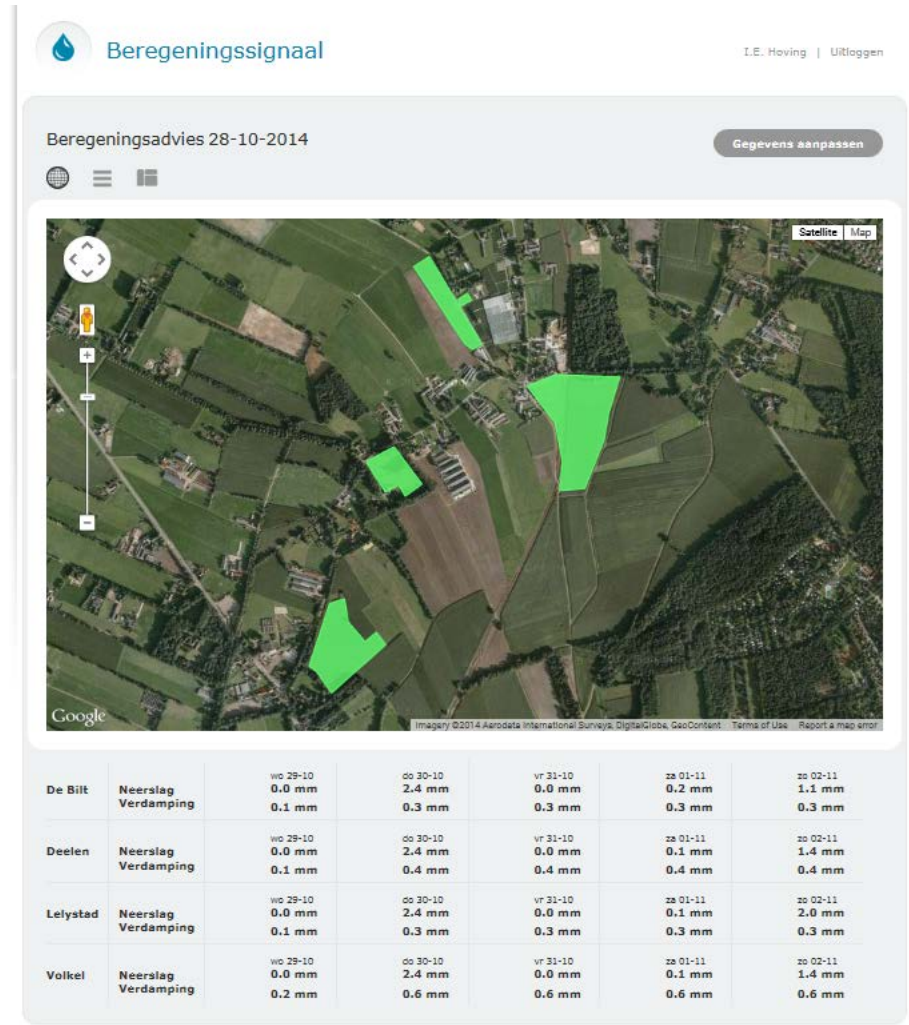 Beregeningssignaal
I.E. Hoving | Uitloggen
Beregeningsadvies 28-10-2014
Gegevens aanpassen
Satellite Map
Google
Imagery ©2014 Aerodata International Surveys, DigitalGlobe, GeoContent Terms of Use Report a map error
wo 29-10 do 30-10 vr 31-10 za 01-11 zo 02-11
De Bilt Neerslag 0.0 mm 2.4 mm 0.0 mm 0.2 mm 1.1 mm
Verdamping 0.1 mm 0.3 mm 0.3 mm 0.3 mm 0.3 mm
wo 29-10 do 30-10 vr 31-10 za 01-11 zo 02-11
Deelen Neerslag 0.0 mm 2.4 mm 0.0 mm 0.1 mm 1.4 mm
Verdamping 0.1 mm 0.4 mm 0.4 mm 0.4 mm 0.4 mm
wo 29-10 do 30-10 vr 31-10 za 01-11 zo 02-11
Lelystad Neerslag 0.0 mm 2.4 mm 0.0 mm 0.1 mm 2.0 mm
Verdamping 0.1 mm 0.3 mm 0.3 mm 0.3 mm 0.3 mm
wo 29-10 do 30-10 vr 31-10 za 01-11 zo 02-11
Volkel Neerslag 0.0 mm 2.4 mm 0.0 mm 0.1 mm 1.4 mm
Verdamping 0.2 mm 0.6 mm 0.6 mm 0.6 mm 0.6 mm